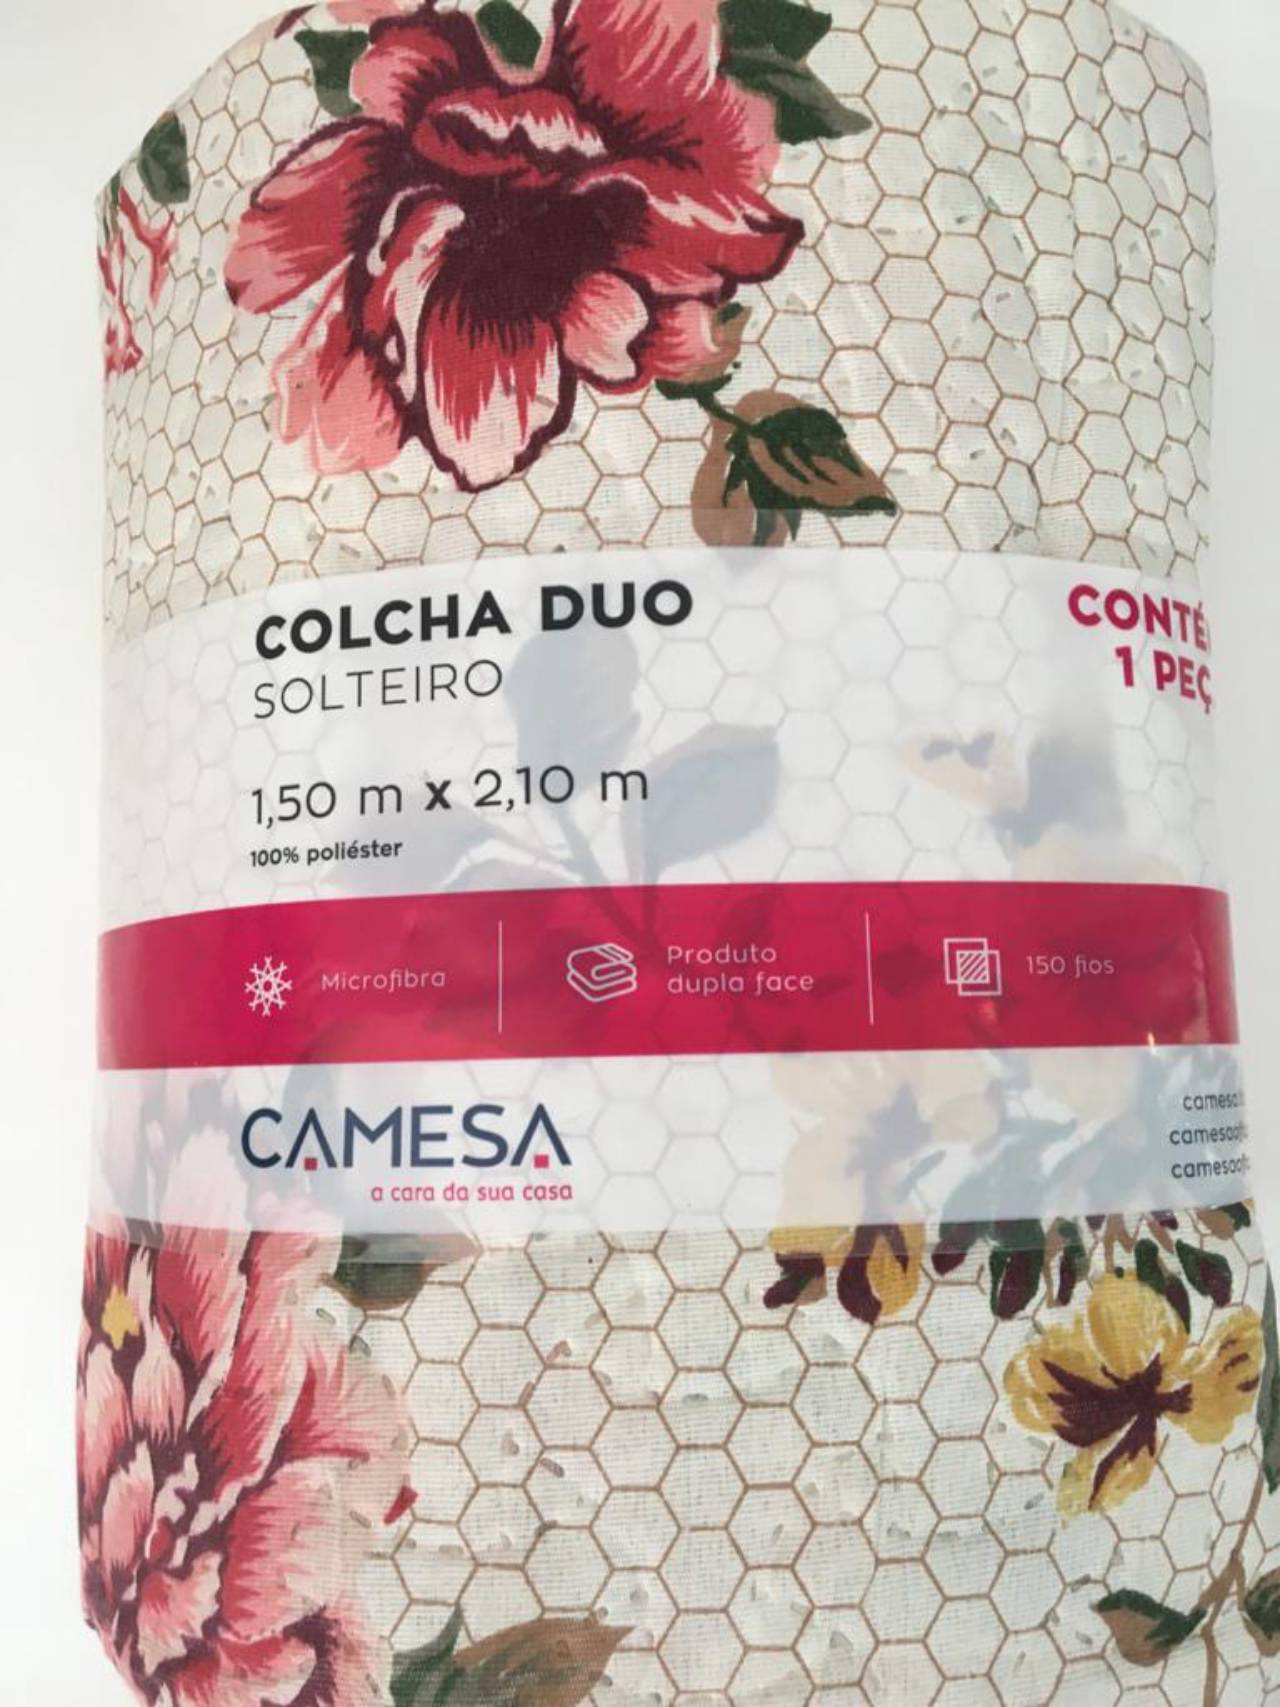 COLCHA DUO
SOLTEIRO
1,50 m x 2,10 m
100% poliéster
1
Microfibra
Produto
dupla face
150 fios
CAMESA
a cara da sua casa